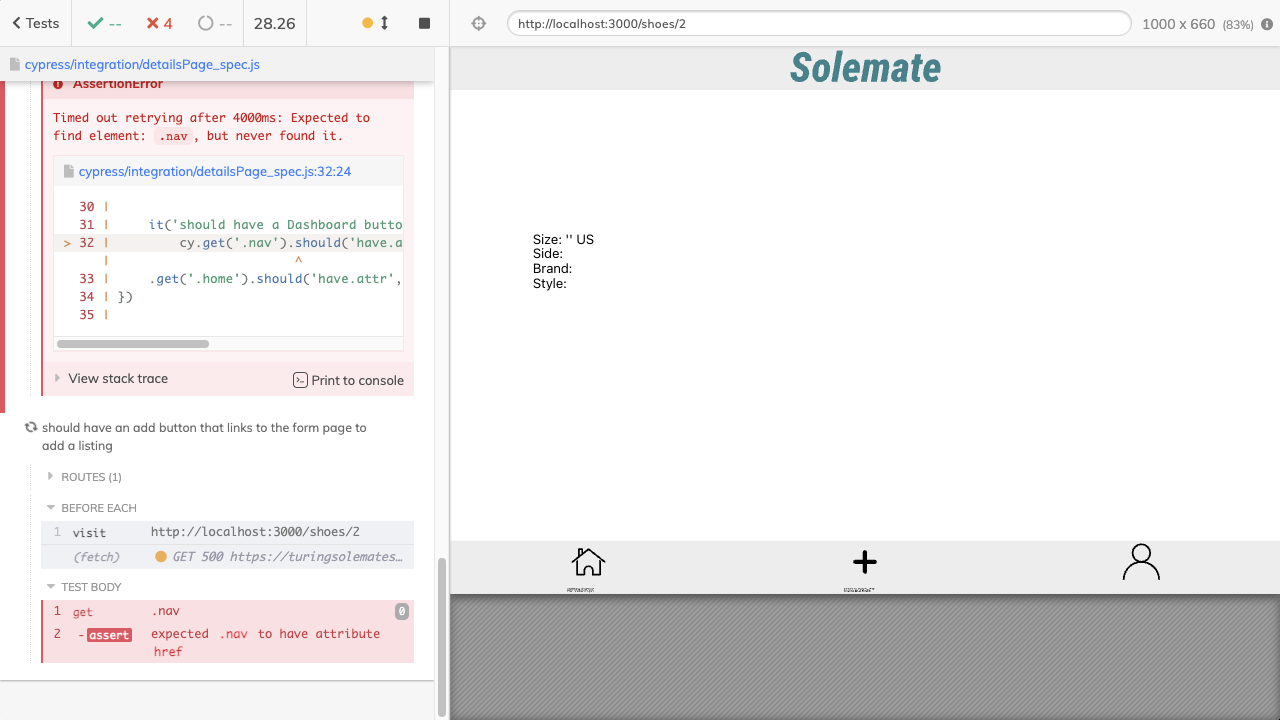 Tests
--
4
--
28.26
http://localhost:3000/shoes/2
1000 x 660 (83%)
cypress/integration/detailsPage_spec.js
AssertionError
Timed out retrying after 4000ms: Expected to
find element: .nav, but never found it.
cypress/integration/detailsPage_spec.js:32:24
30 |
31 | it('should have a Dashboard butto
> 32 | cy.get('.nav').should('have.a
| ^
33 | .get('.home').should('have.attr',
34 | })
35 |
View stack trace
Print to console
should have an add button that links to the form page to
add a listing
ROUTES (1)
BEFORE EACH
1 visit http://localhost:3000/shoes/2
(fetch) GET 500 https://turingsolemates…
TEST BODY
1 get .nav 0
2 -assert expected .nav to have attribute
href
Solemate
Size: '' US
Side:
Brand:
Style: